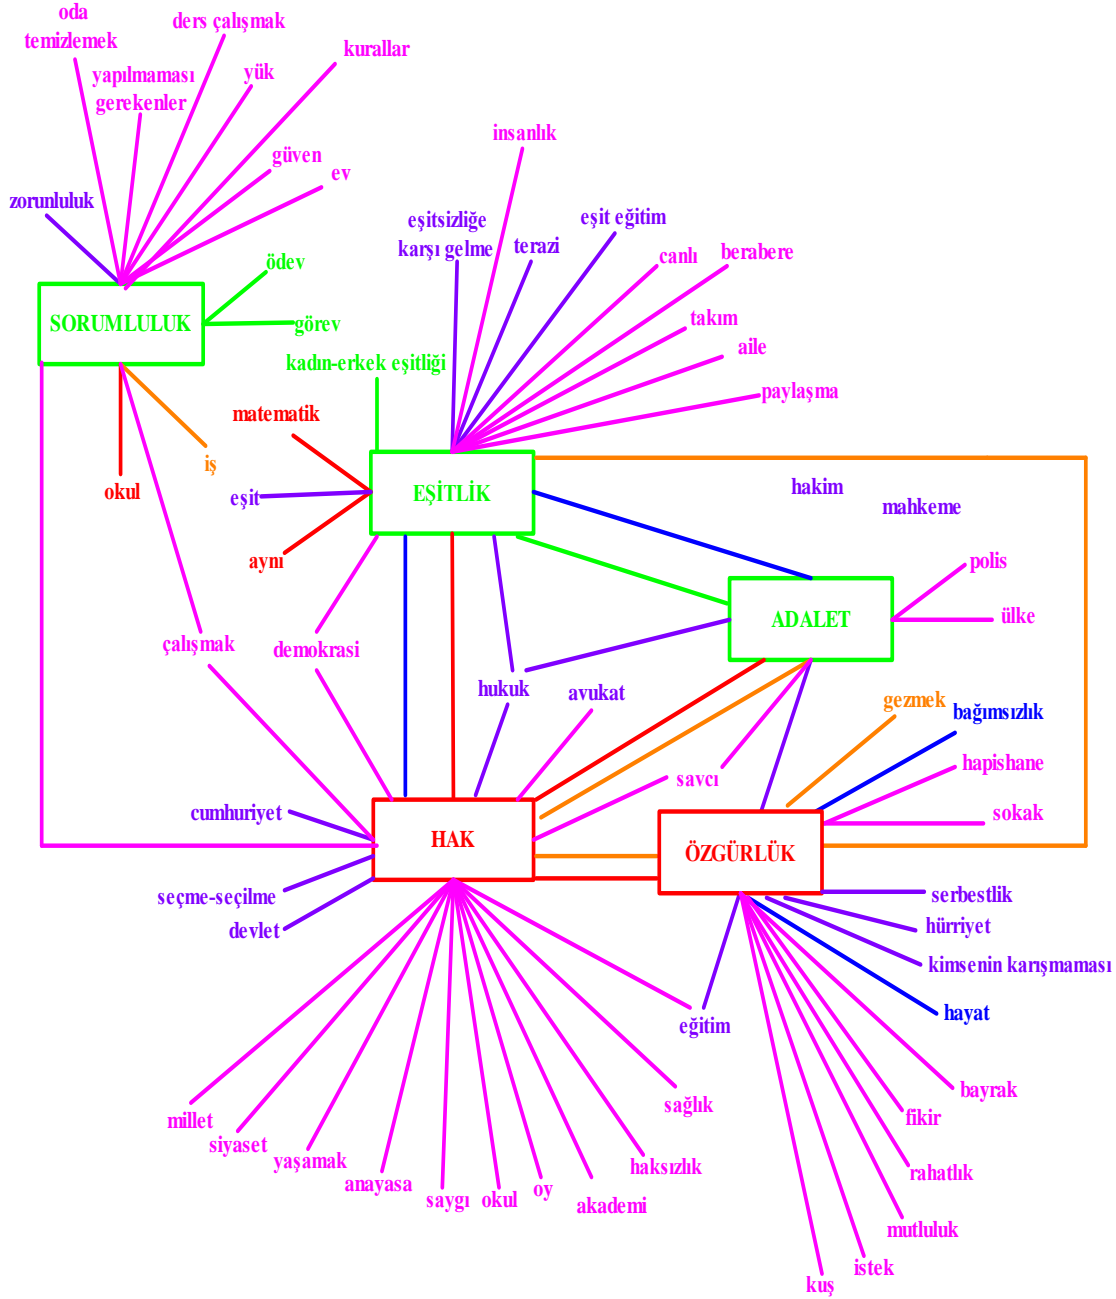 oda
temizlemek
ders çalışmak
kurallar
yapılmaması
gerekenler
yük
insanlık
güven
ev
zorunluluk
eşitsizliğe
karşı gelme
terazi
eşit eğitim
canlı
berabere
ödev
SORUMLULUK
görev
takım
aile
kadın-erkek eşitliği
paylaşma
matematik
iş
okul
eşit
EŞİTLİK
hakim
mahkeme
aynı
polis
ADALET
ülke
çalışmak
demokrasi
hukuk
avukat
gezmek
bağımsızlık
savcı
hapishane
cumhuriyet
sokak
HAK
ÖZGÜRLÜK
seçme-seçilme
serbestlik
devlet
hürriyet
kimsenin karışmaması
eğitim
hayat
bayrak
millet
sağlık
fikir
siyaset
yaşamak
haksızlık
rahatlık
anayasa
saygı
okul
oy
akademi
mutluluk
istek
kuş